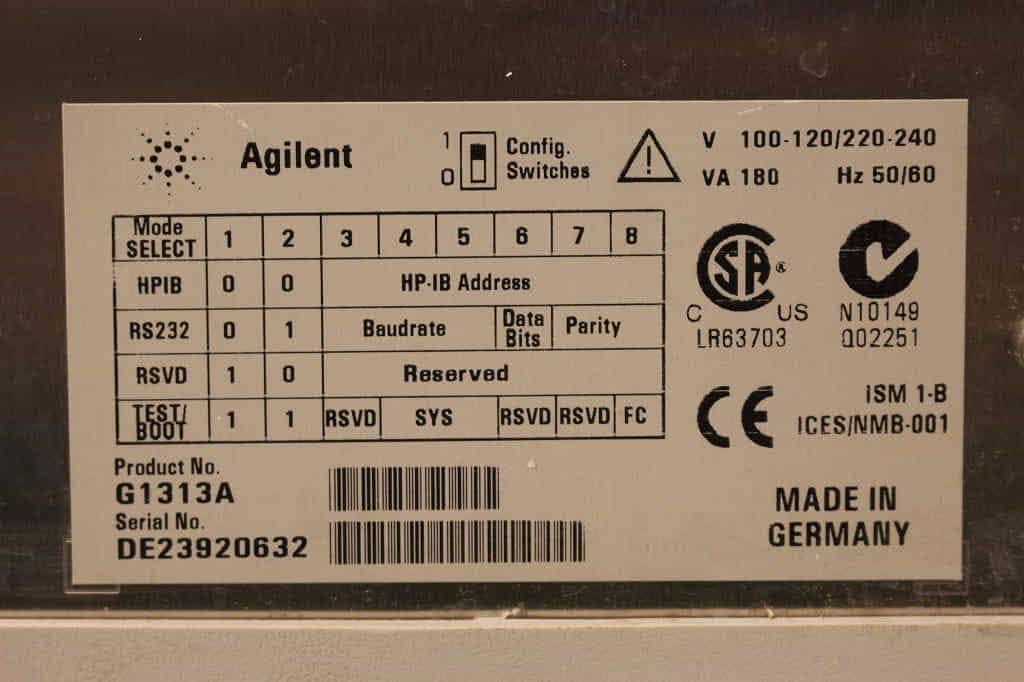 Agilent
1
0
Config.
Switches
V 100-120/220-240
VA 180 Hz 50/60
Mode SELECT 1 2 3 4 5 6 7 8
HPIB 0 0 HP-IB Address
RS232 0 1 Baudrate Data Bits Parity
RSVD 1 0 Reserved
TEST/BOOT 1 1 RSVD SYS RSVD RSVD FC
SA ®
C US
LR63703
N10149
Q02251
CE
ISM 1-B
ICES/NMB-001
Product No.
G1313A
Serial No.
DE23920632
MADE IN
GERMANY